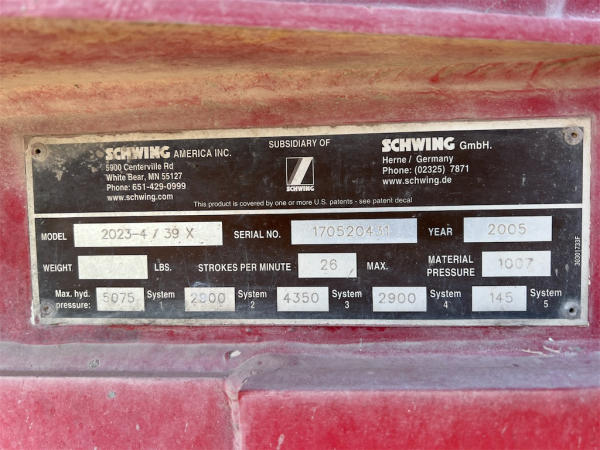 SCHWING AMERICA INC.
5900 Centerville Rd
White Bear, MN 55127
Phone: 651-429-0999
www.schwing.com
SUBSIDIARY OF
SCHWING
SCHWING GmbH.
Herne / Germany
Phone: (02325) 7871
www.schwing.de
This product is covered by one or more U.S. patents - see patent decal
MODEL 2023-4 / 39 X SERIAL NO. 170520431 YEAR 2005
WEIGHT LBS. STROKES PER MINUTE 26 MAX. MATERIAL PRESSURE 1007
Max. hyd. pressure: 5075 System 1 2900 System 2 4350 System 3 2900 System 4 145 System 5
30301733F